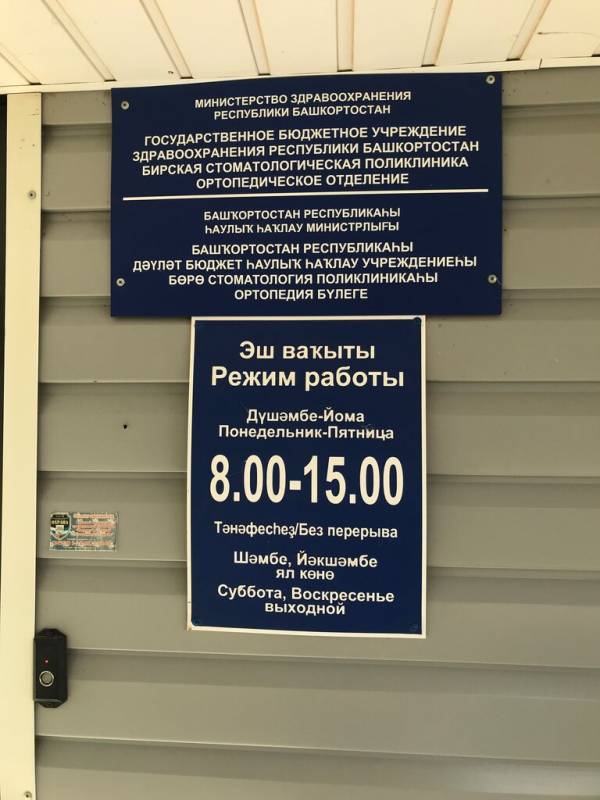 МИНИСТЕРСТВО ЗДРАВООХРАНЕНИЯ
РЕСПУБЛИКИ БАШКОРТОСТАН
ГОСУДАРСТВЕННОЕ БЮДЖЕТНОЕ УЧРЕЖДЕНИЕ
ЗДРАВООХРАНЕНИЯ РЕСПУБЛИКИ БАШКОРТОСТАН
БИРСКАЯ СТОМАТОЛОГИЧЕСКАЯ ПОЛИКЛИНИКА
ОРТОПЕДИЧЕСКОЕ ОТДЕЛЕНИЕ
БАШҠОРТОСТАН РЕСПУБЛИКАҺЫ
ҺАУЛЫҠ ҺАҠЛАУ МИНИСТРЛЫҒЫ
БАШҠОРТОСТАН РЕСПУБЛИКАҺЫ
ДӘҮЛӘТ БЮДЖЕТ ҺАУЛЫҠ ҺАҠЛАУ УЧРЕЖДЕНИЕҺЫ
БӨРӨ СТОМАТОЛОГИЯ ПОЛИКЛИНИКАҺЫ
ОРТОПЕДИЯ БҮЛЕГЕ
Эш ваҡыты
Режим работы
Дүшәмбе-Йома
Понедельник-Пятница
8.00-15.00
Тәнәфесһеҙ/Без перерыва
Шәмбе, Йәкшәмбе
ял көнө
Суббота, Воскресенье
выходной